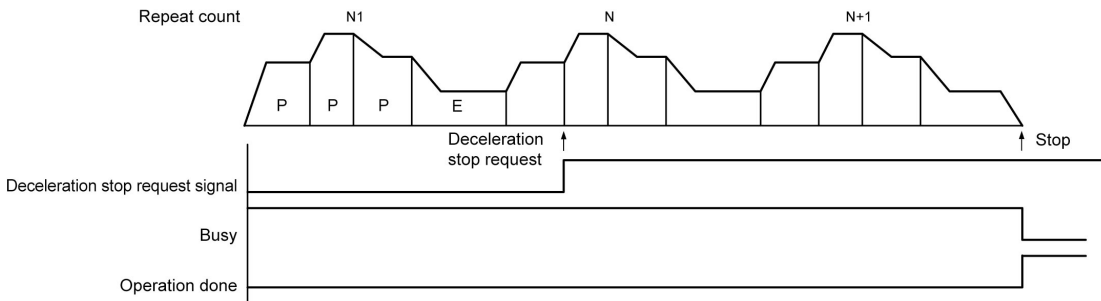 Repeat count
N1
N
N+1
P
P
P
E
Deceleration
stop request
Stop
Deceleration stop request signal
Busy
Operation done